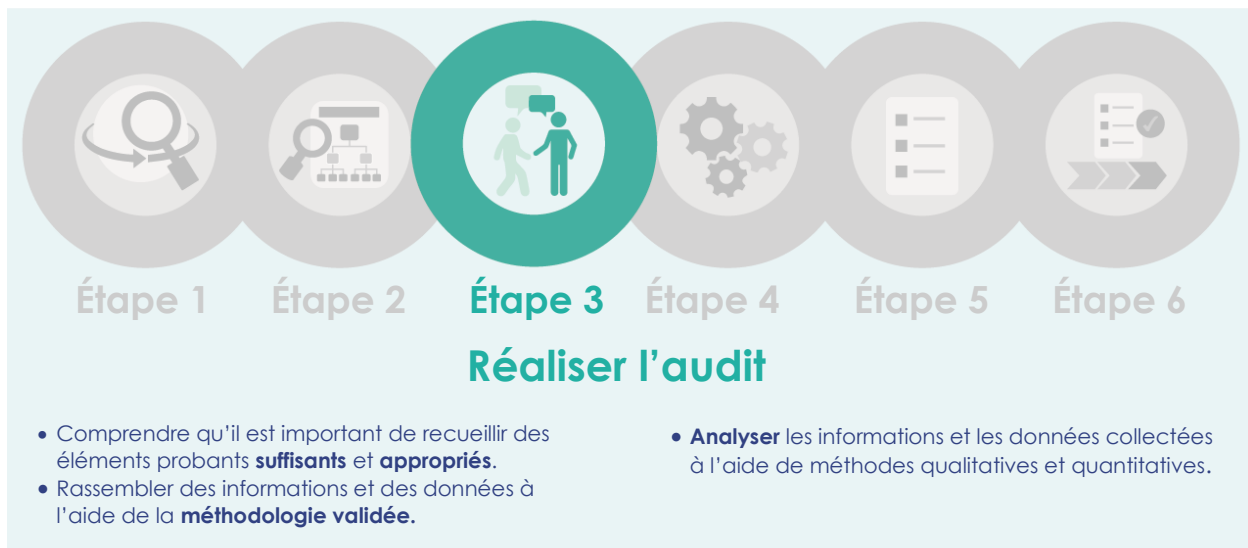 Étape 1 Étape 2 Étape 3 Étape 4 Étape 5 Étape 6
Réaliser l’audit
• Comprendre qu’il est important de recueillir des
éléments probants suffisants et appropriés.
• Rassembler des informations et des données à
l’aide de la méthodologie validée.
• Analyser les informations et les données collectées
à l’aide de méthodes qualitatives et quantitatives.